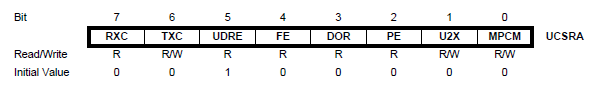 Bit 7 6 5 4 3 2 1 0
RXC TXC UDRE FE DOR PE U2X MPCM UCSRA
Read/Write R R/W R R R R R/W R/W
Initial Value 0 0 1 0 0 0 0 0